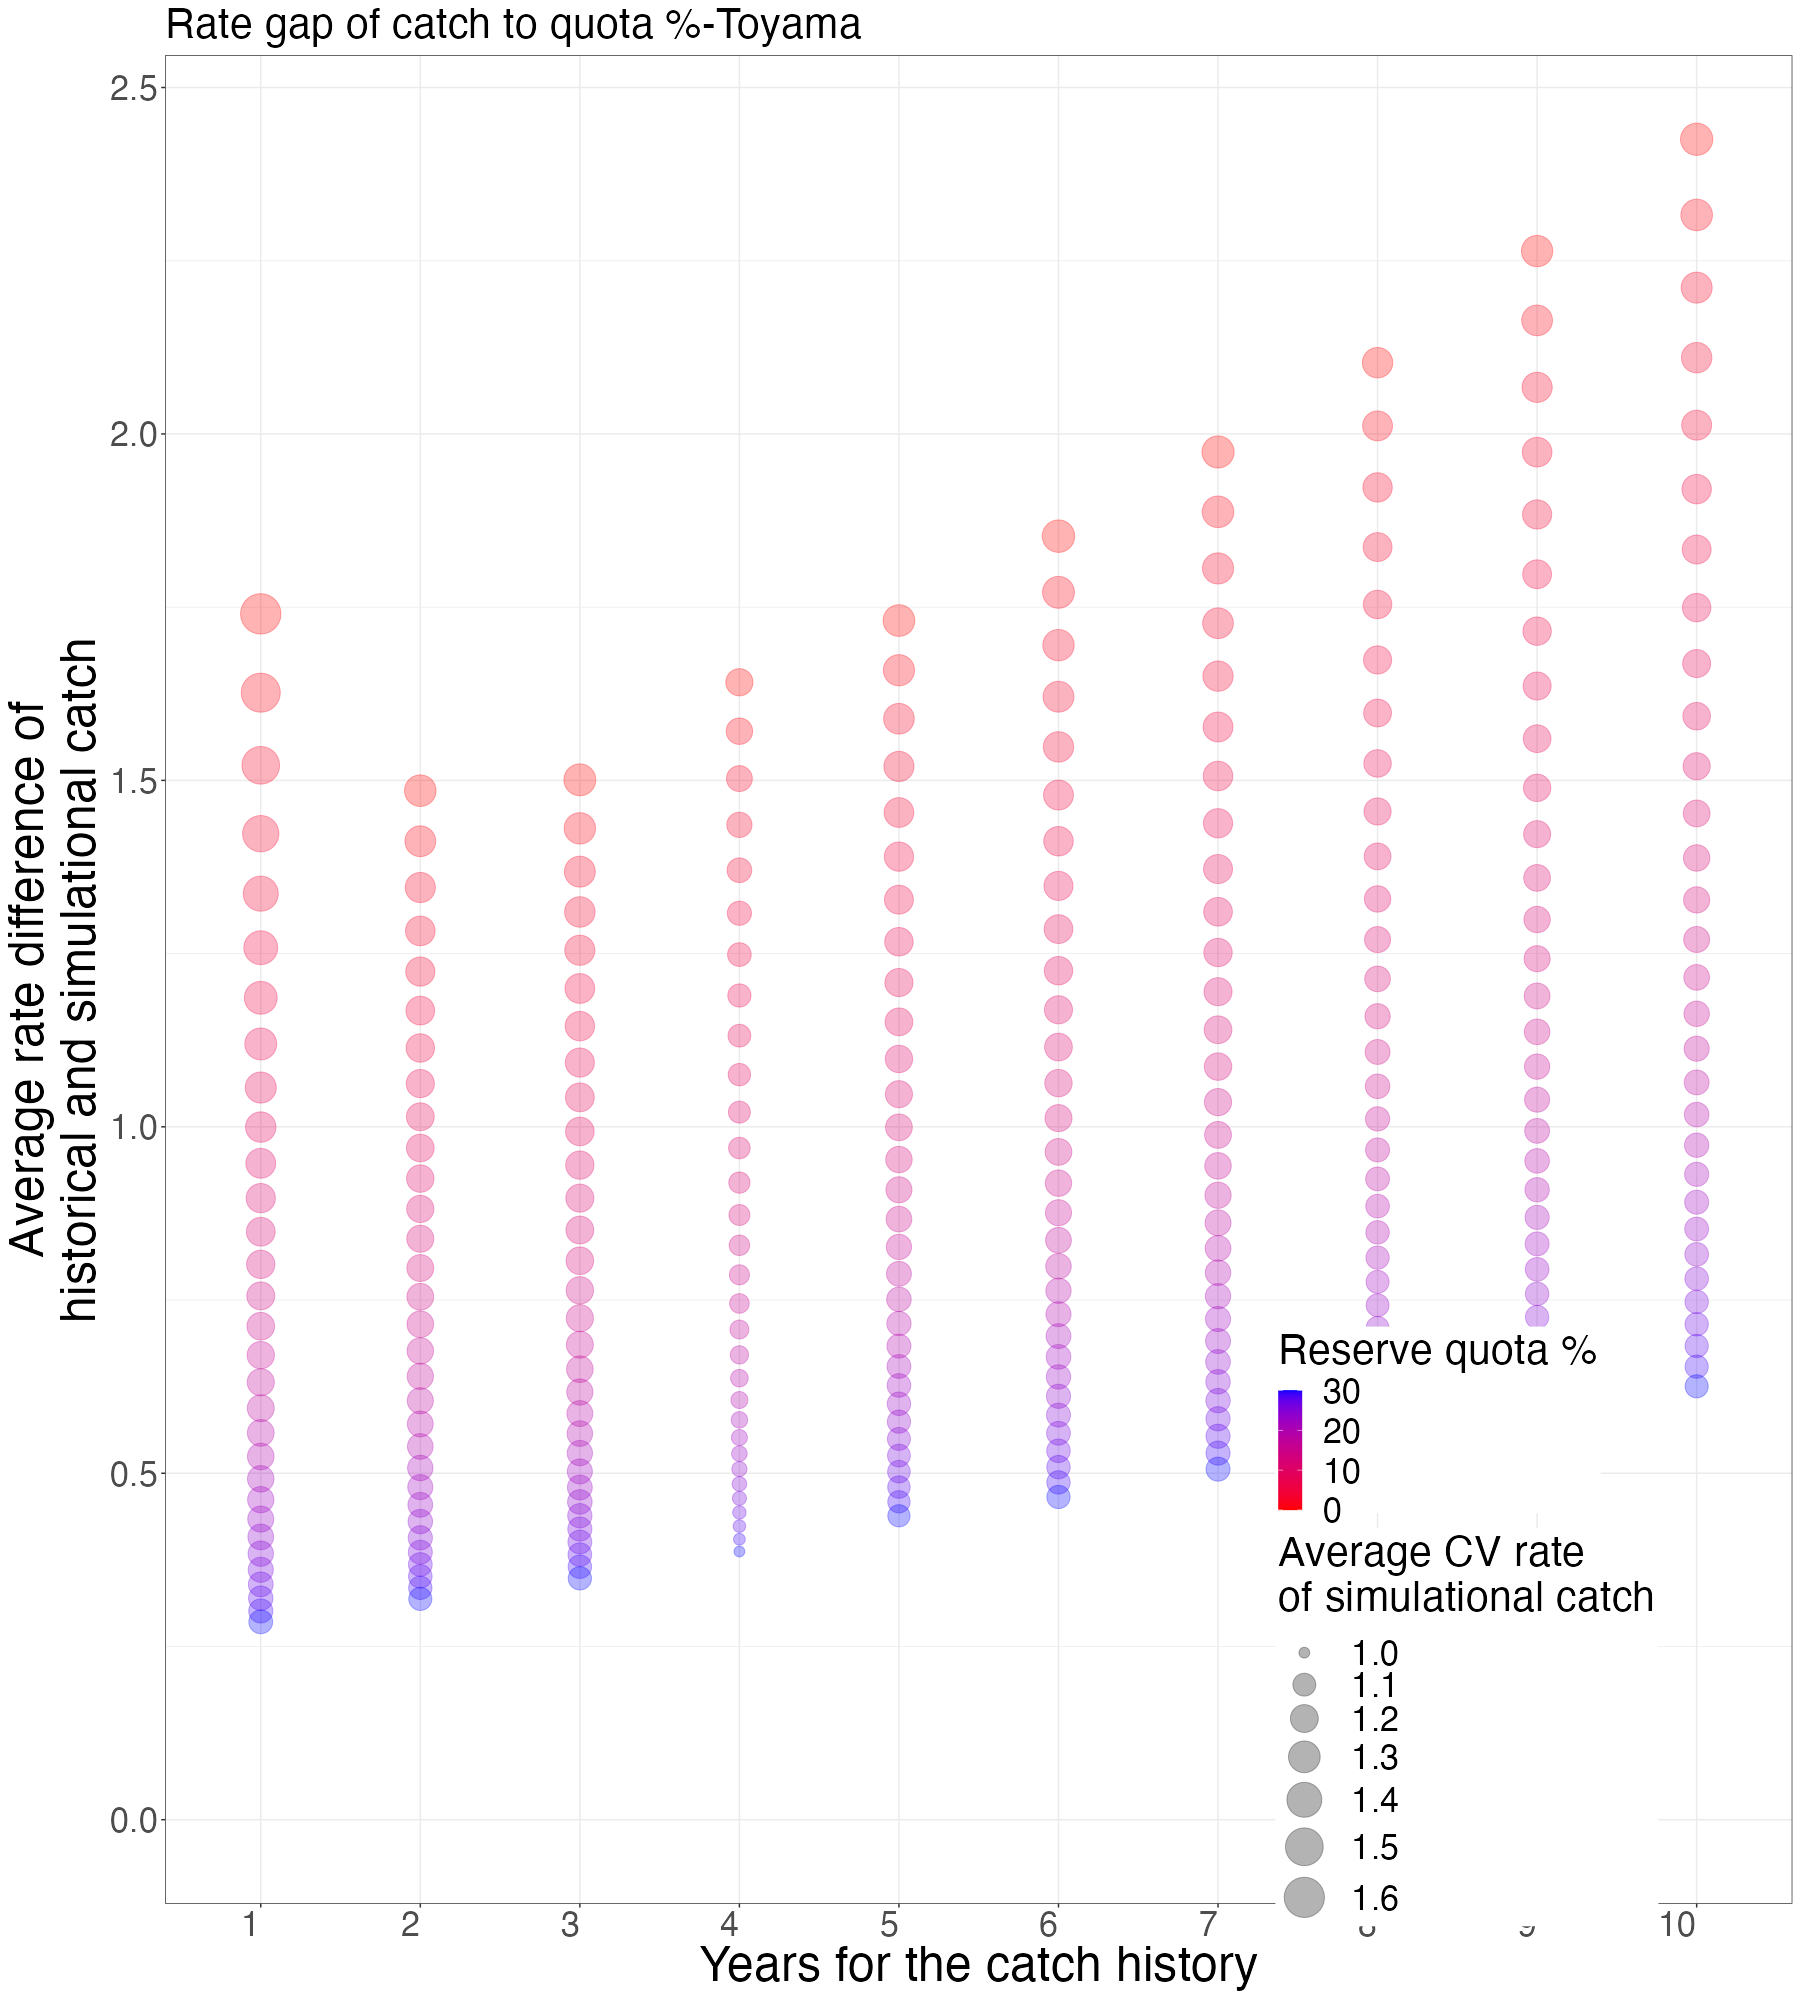 Rate gap of catch to quota %-Toyama
2.5
2.0
1.5
1.0
0.5
0.0
Average rate difference of
historical and simulational catch
Reserve quota %
30
20
10
0
Average CV rate
of simulational catch
1.0
1.1
1.2
1.3
1.4
1.5
1.6
1 2 3 4 5 6 7 10
Years for the catch history